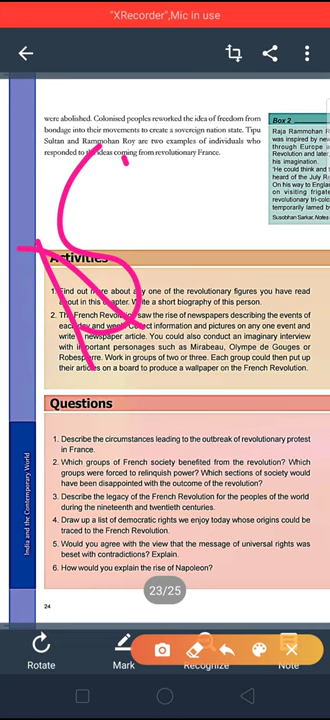 "XRecorder",Mic in use
were abolished. Colonised peoples reworked the idea of freedom from
bondage into their movements to create a sovereign nation state. Tipu
Sultan and Rammohan Roy are two examples of individuals who
responded to the ideas coming from revolutionary France.
Box 2
Raja Rammohan R
was inspired by new
through Europe
Revolution and later,
his imagination.
'He could think and
heard of the July R
On his way to Engla
on visiting frigate
revolutionary tri-colo
temporarily lamed b
Susobhan Sarkar, Notes
Activities
1. Find out more about any one of the revolutionary figures you have read
about in this chapter. Write a short biography of this person.
2. The French Revolution saw the rise of newspapers describing the events of
each day and week. Collect information and pictures on any one event and
write a newspaper article. You could also conduct an imaginary interview
with important personages such as Mirabeau, Olympe de Gouges or
Robespierre. Work in groups of two or three. Each group could then put up
their articles on a board to produce a wallpaper on the French Revolution.
Questions
1. Describe the circumstances leading to the outbreak of revolutionary protest
in France.
2. Which groups of French society benefited from the revolution? Which
groups were forced to relinquish power? Which sections of society would
have been disappointed with the outcome of the revolution?
3. Describe the legacy of the French Revolution for the peoples of the world
during the nineteenth and twentieth centuries.
4. Draw up a list of democratic rights we enjoy today whose origins could be
traced to the French Revolution.
5. Would you agree with the view that the message of universal rights was
beset with contradictions? Explain.
6. How would you explain the rise of Napoleon?
India and the Contemporary World
23/25
24
Rotate
Mark
Recognize
Note